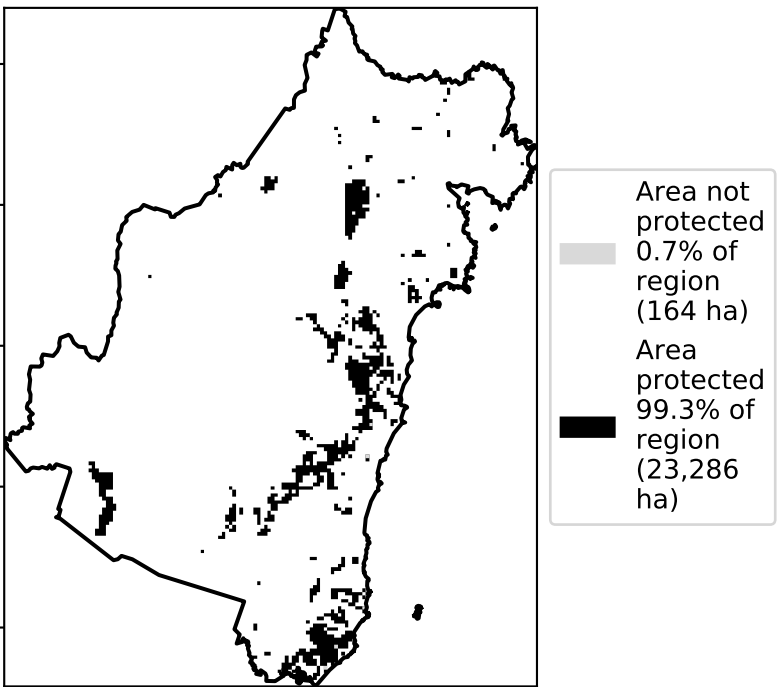 Area not
protected
0.7% of
region
(164 ha)
Area
protected
99.3% of
region
(23,286
ha)